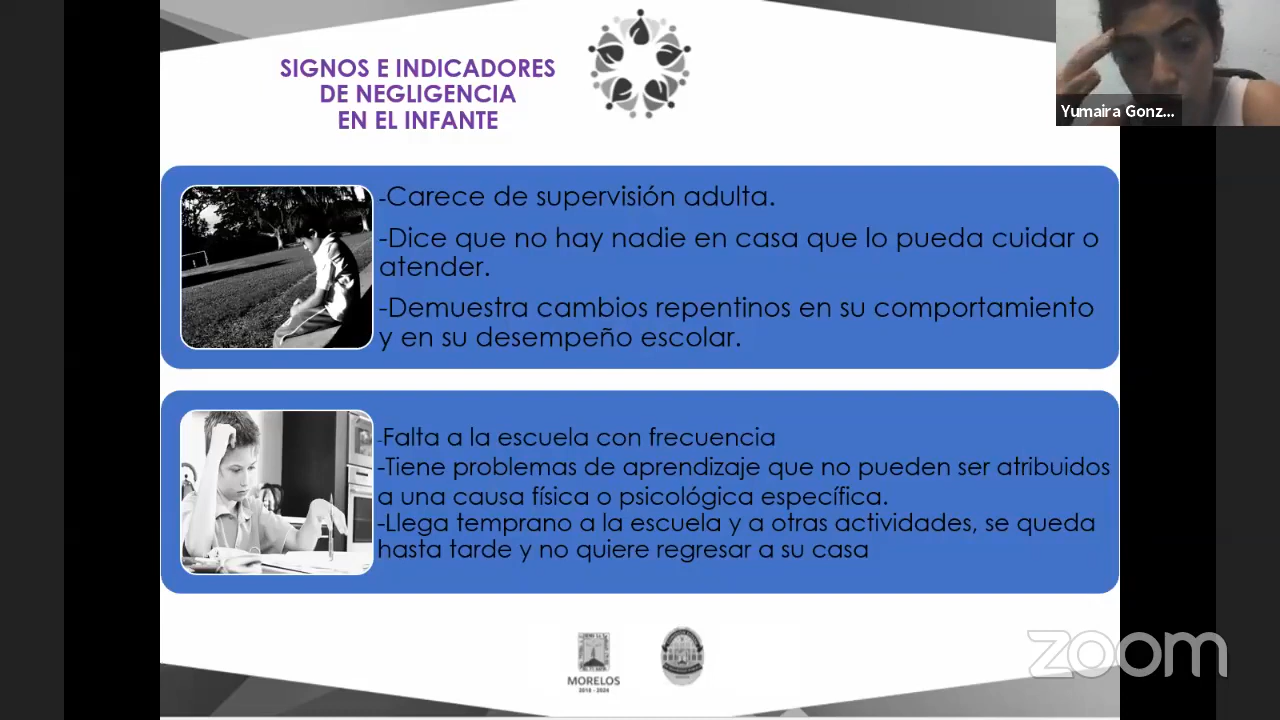 SIGNOS E INDICADORES
DE NEGLIGENCIA
EN EL INFANTE
Yumaira Gonz...
-Carece de supervisión adulta.
-Dice que no hay nadie en casa que lo pueda cuidar o
atender.
-Demuestra cambios repentinos en su comportamiento
y en su desempeño escolar.
-Falta a la escuela con frecuencia
-Tiene problemas de aprendizaje que no pueden ser atribuidos
a una causa física o psicológica específica.
-Llega temprano a la escuela y a otras actividades, se queda
hasta tarde y no quiere regresar a su casa
MORELOS
2018 - 2024
zoom